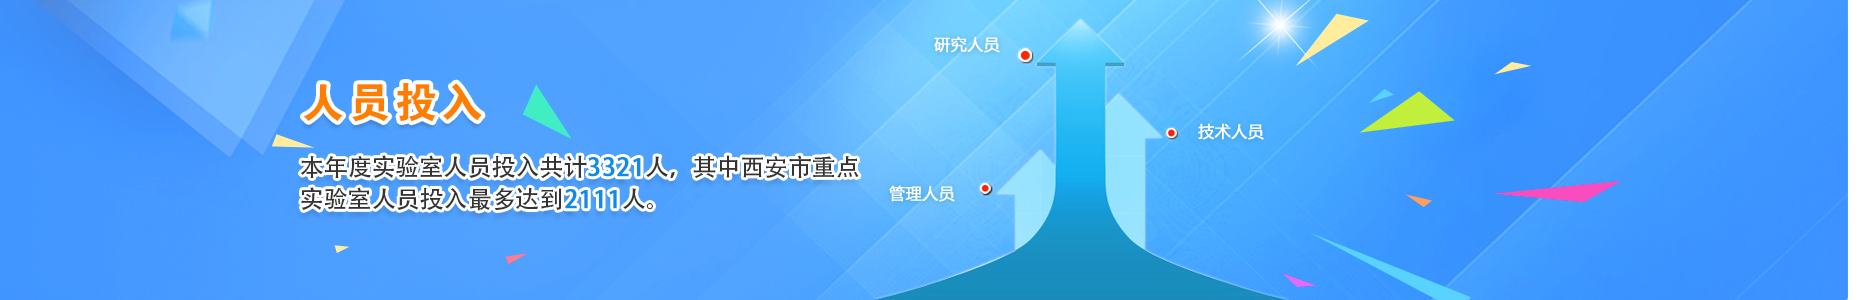 人员投入
本年度实验室人员投入共计3321人，其中西安市重点
实验室人员投入最多达到2111人。
研究人员
技术人员
管理人员